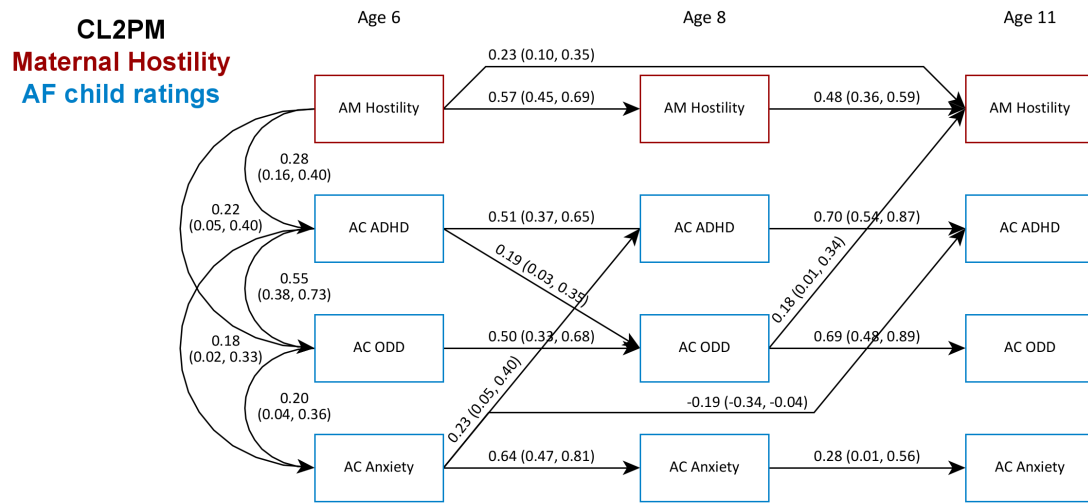 CL2PM
Maternal Hostility
AF child ratings
Age 6
Age 8
Age 11
0.23 (0.10, 0.35)
AM Hostility
0.57 (0.45, 0.69)
AM Hostility
0.48 (0.36, 0.59)
AM Hostility
0.28
(0.16, 0.40)
0.22
(0.05, 0.40)
AC ADHD
0.51 (0.37, 0.65)
AC ADHD
0.70 (0.54, 0.87)
AC ADHD
0.19 (0.03, 0.35)
0.18 (0.01, 0.34)
0.55
(0.38, 0.73)
0.18
(0.02, 0.33)
AC ODD
0.50 (0.33, 0.68)
AC ODD
0.69 (0.48, 0.89)
AC ODD
0.20
(0.04, 0.36)
0.23 (0.05, 0.40)
-0.19 (-0.34, -0.04)
AC Anxiety
0.64 (0.47, 0.81)
AC Anxiety
0.28 (0.01, 0.56)
AC Anxiety